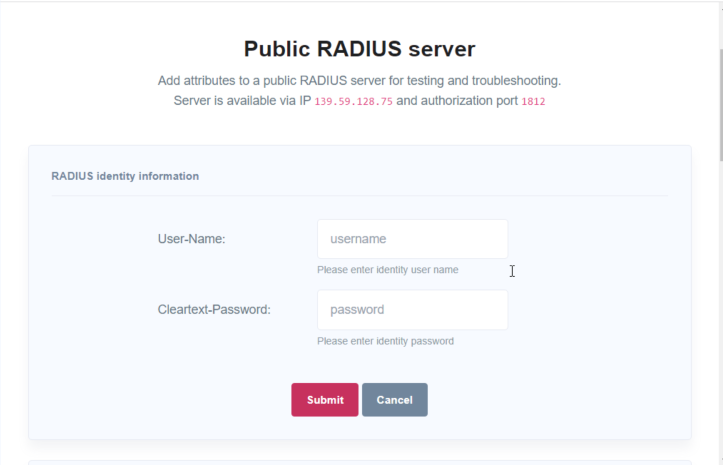 Public RADIUS server
Add attributes to a public RADIUS server for testing and troubleshooting.
Server is available via IP 139.59.128.75 and authorization port 1812
RADIUS identity information
User-Name:
username
Please enter identity user name
Cleartext-Password:
password
Please enter identity password
Submit Cancel